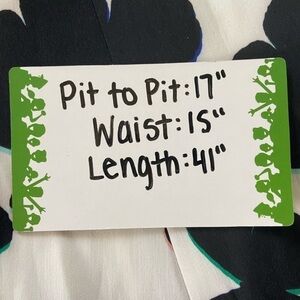 Pit to Pit: 17"
Waist: 15"
Length: 41"